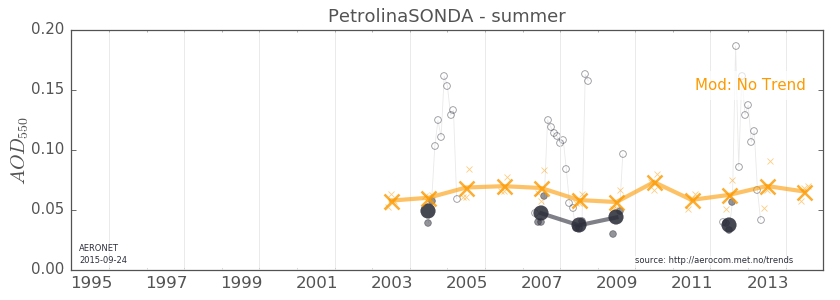 PetrolinaSONDA - summer
0.20
0.15
0.10
0.05
0.00
AOD550
Mod: No Trend
AERONET
2015-09-24
source: http://aerocom.met.no/trends
1995 1997 1999 2001 2003 2005 2007 2009 2011 2013